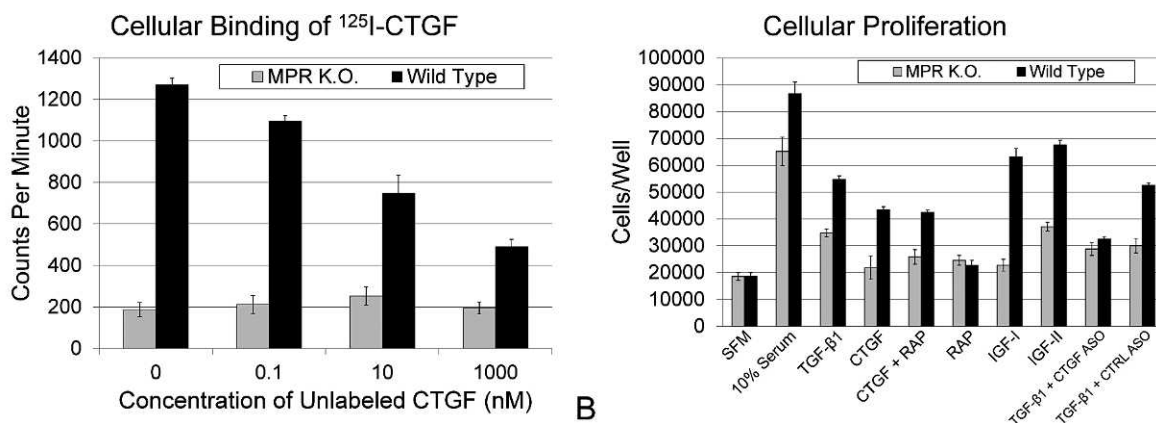 Cellular Binding of ¹²⁵I-CTGF
MPR K.O. Wild Type
1400
1200
1000
800
600
400
200
0
Counts Per Minute
0 0.1 10 1000
Concentration of Unlabeled CTGF (nM)
B
Cellular Proliferation
MPR K.O. Wild Type
100000
90000
80000
70000
60000
50000
40000
30000
20000
10000
0
Cells/Well
SFM
10% Serum
TGF-β1
CTGF
CTGF + RAP
RAP
IGF-I
IGF-II
TGF-β1 + CTGF ASO
TGF-β1 + CTRL ASO